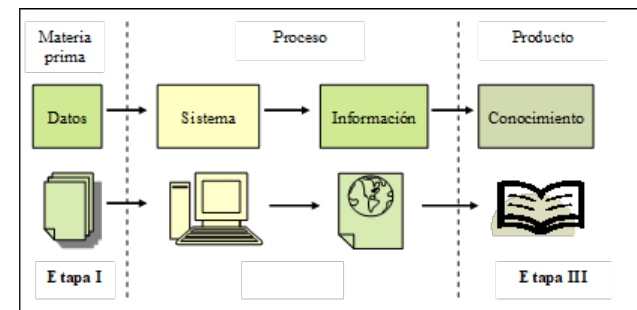 Materia
prima
Proceso
Producto
Datos
Sistema
Información
Conocimiento
E tapa I
E tapa III